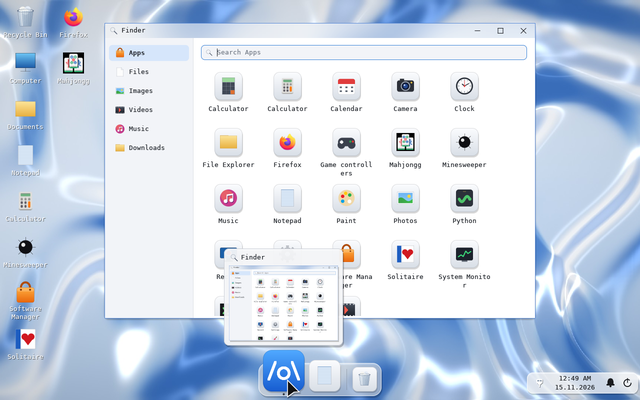 Recycle Bin
Firefox
Computer
Mahjongg
Documents
Notepad
Calculator
Minesweeper
Software
Manager
Solitaire
Finder
Apps
Files
Images
Videos
Music
Downloads
Search Apps
Calculator
Calculator
Calendar
Camera
Clock
File Explorer
Firefox
Game controll
ers
Mahjongg
Minesweeper
Music
Notepad
Paint
Photos
Python
Solitaire
System Monito
r
Finder
/o\
12:49 AM
15.11.2026